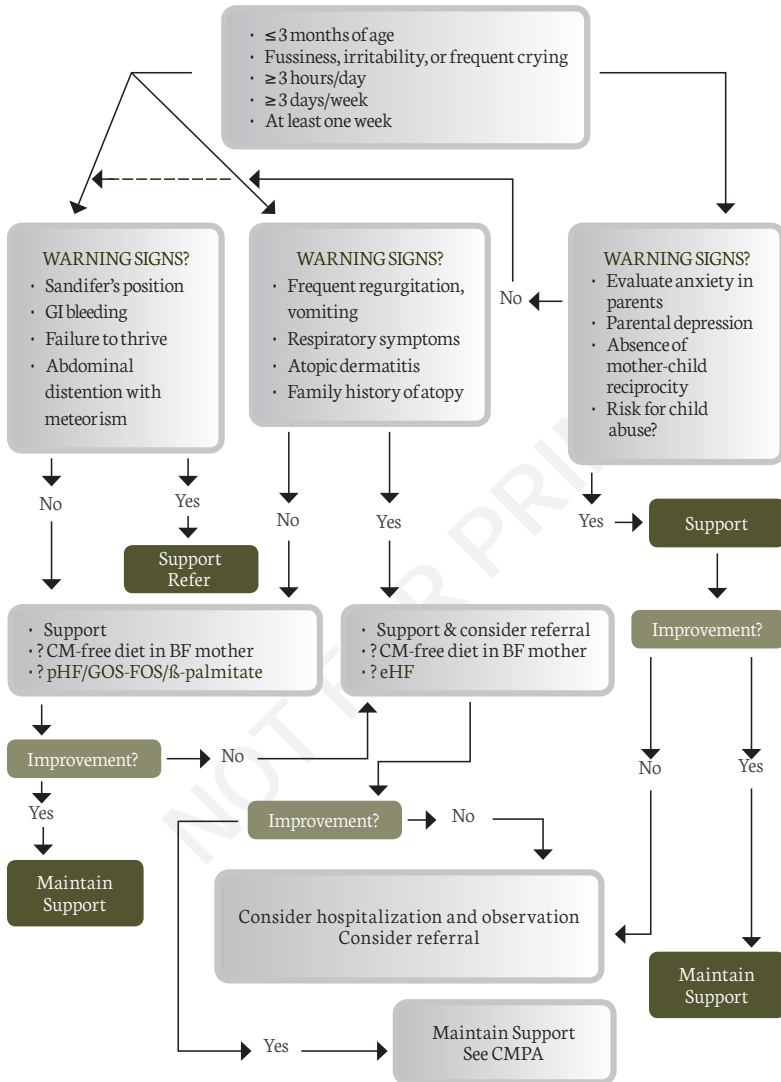 · ≤ 3 months of age
· Fussiness, irritability, or frequent crying
· ≥ 3 hours/day
· ≥ 3 days/week
· At least one week
WARNING SIGNS?
· Sandifer's position
· GI bleeding
· Failure to thrive
· Abdominal
distention with
meteorism
WARNING SIGNS?
· Frequent regurgitation,
vomiting
· Respiratory symptoms
· Atopic dermatitis
· Family history of atopy
No
WARNING SIGNS?
· Evaluate anxiety in
parents
· Parental depression
· Absence of
mother-child
reciprocity
· Risk for child
abuse?
No
Yes
No
Yes
Yes
Support
Support
Refer
· Support
· ? CM-free diet in BF mother
· ? pHF/GOS-FOS/ß-palmitate
· Support & consider referral
· ? CM-free diet in BF mother
· ? eHF
Improvement?
Improvement?
No
No
Yes
Yes
Improvement?
No
Maintain
Support
Consider hospitalization and observation
Consider referral
Maintain
Support
Yes
Maintain Support
See CMPA
NOT FOR PRI